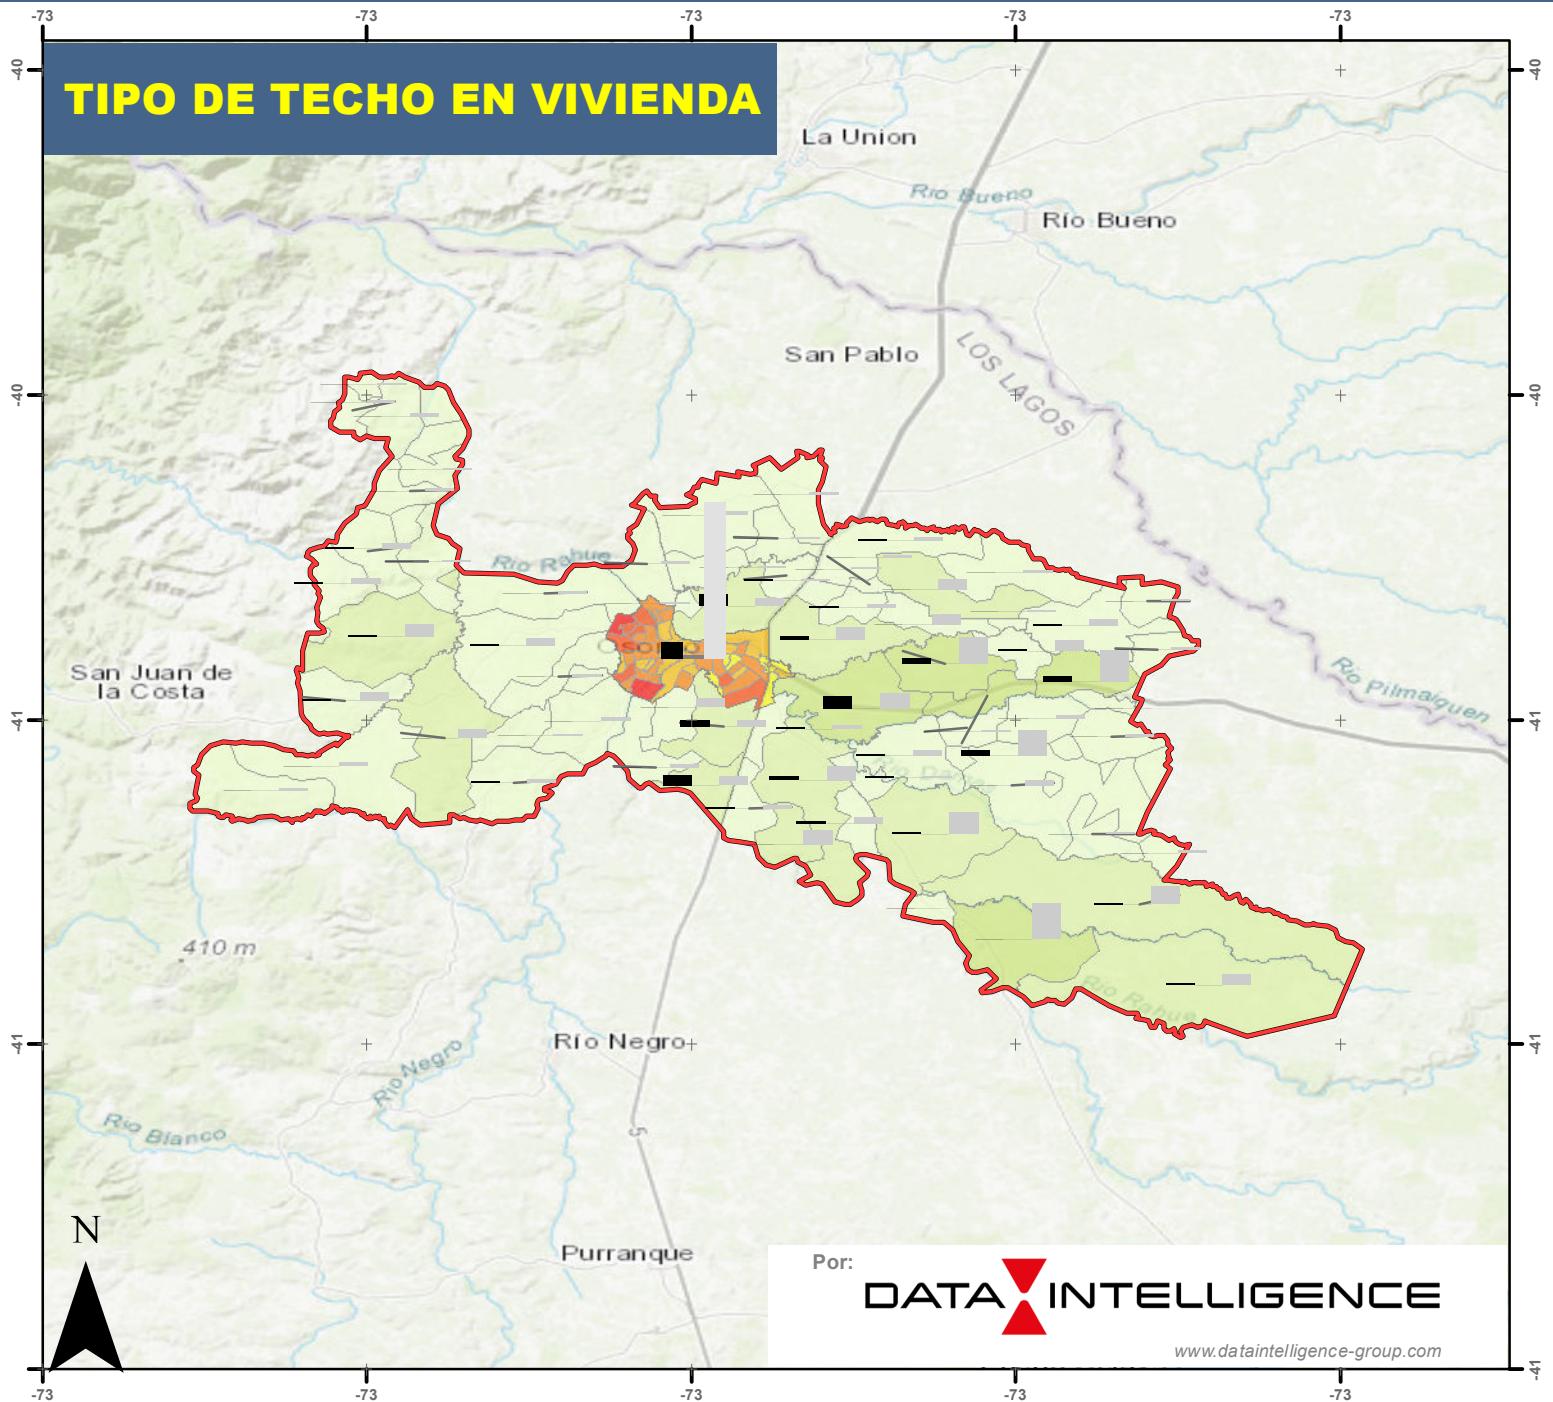 -73 -73 -73 -73 -73
-40
-40
TIPO DE TECHO EN VIVIENDA
La Union
Rio Bueno
Río Bueno
San Pablo
LOS LAGOS
-40
-40
Rio Rahue
Osorno
San Juan de
la Costa
Rio Pilmaiquen
-41
-41
Rio Damas
410 m
Rio Rahue
Río Negro
-41
-41
Rio Negro
Rio Blanco
5
N
Purranque
Por:
DATA INTELLIGENCE
www.dataintelligence-group.com
-41
-73 -73 -73 -73 -73